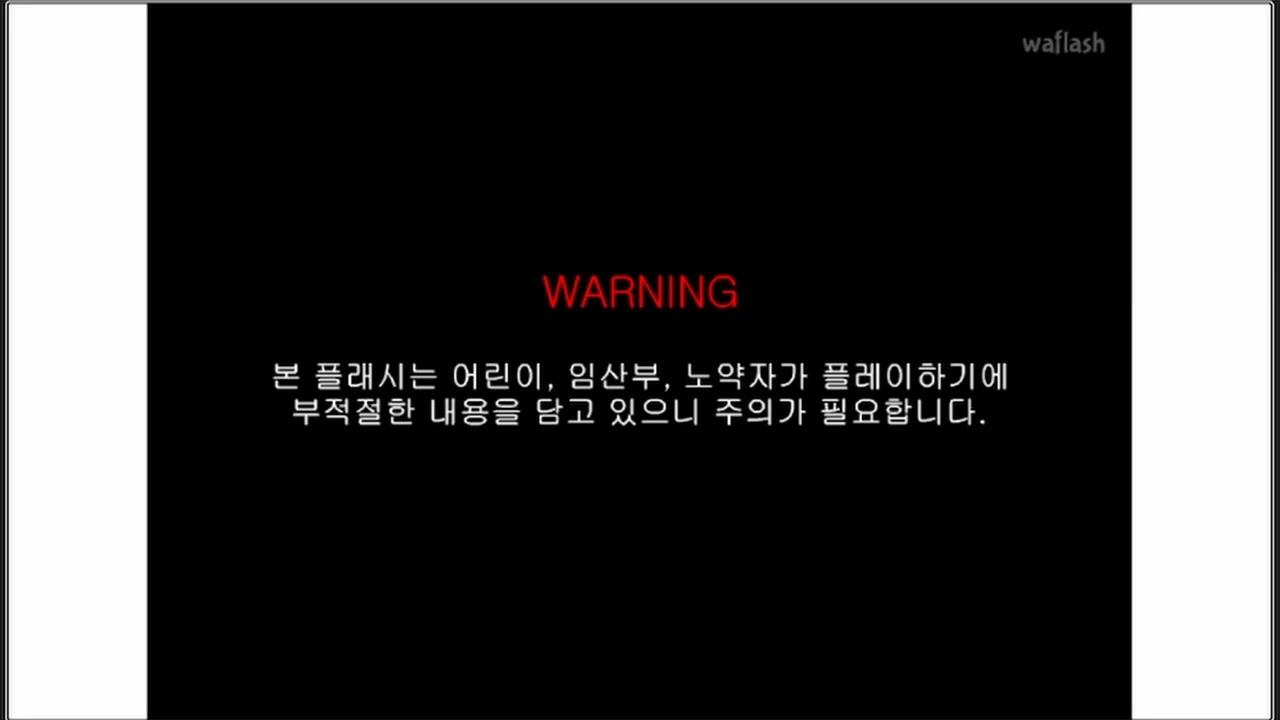 waflash
WARNING
본 플래시는 어린이, 임산부, 노약자가 플레이하기에
부적절한 내용을 담고 있으니 주의가 필요합니다.